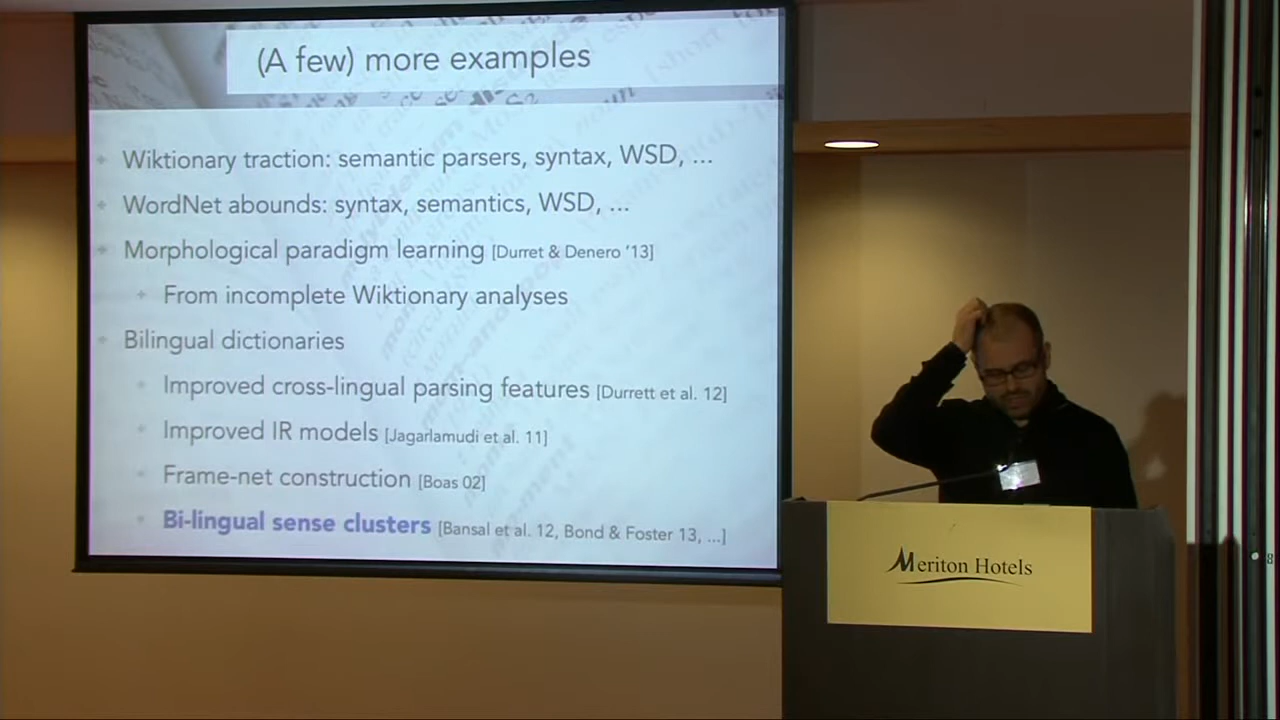 (A few) more examples
Wiktionary traction: semantic parsers, syntax, WSD, ...
WordNet abounds: syntax, semantics, WSD, ...
Morphological paradigm learning [Durret & Denero '13]
From incomplete Wiktionary analyses
Bilingual dictionaries
Improved cross-lingual parsing features [Durrett et al. 12]
Improved IR models [Jagarlamudi et al. 11]
Frame-net construction [Boas 02]
Bi-lingual sense clusters [Bansal et al. 12, Bond & Foster 13, ...]
Meriton Hotels